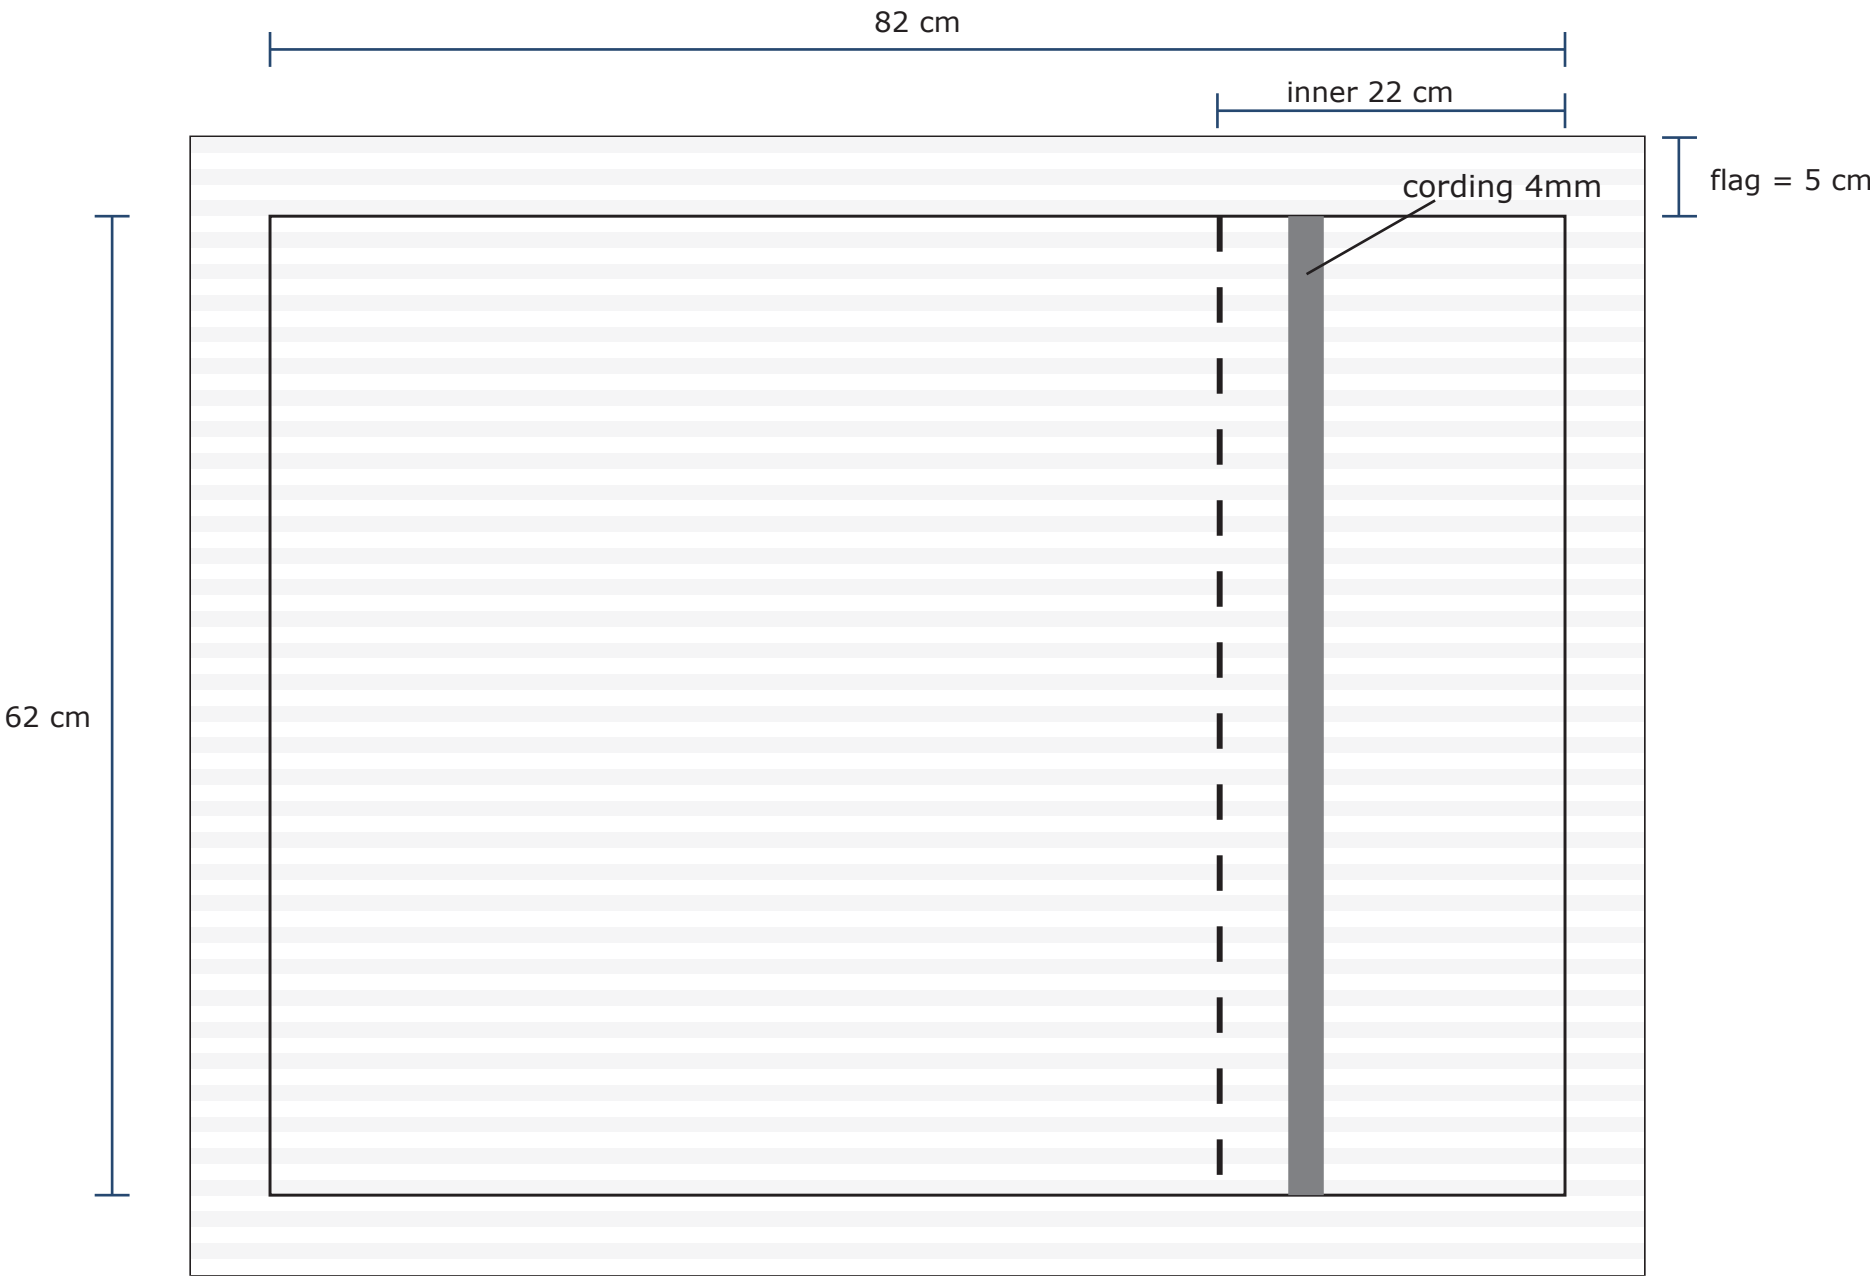 82 cm
inner 22 cm
flag = 5 cm
cording 4mm
62 cm